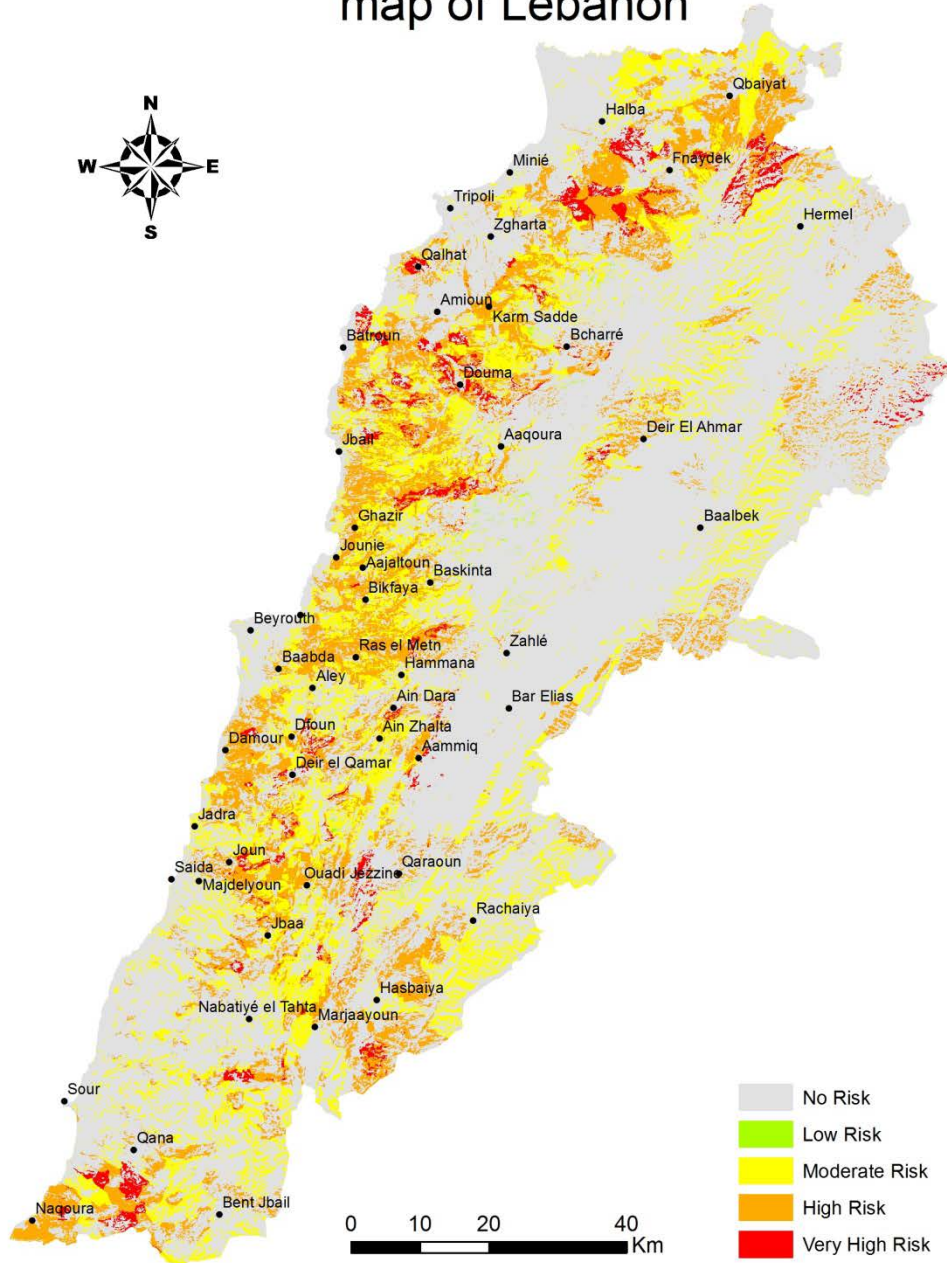 map of Lebanon
N
W
E
S
Qbaiyat
Halba
Fnaydek
Minié
Tripoli
Hermel
Zgharta
Qalhat
Amioun
Karm Sadde
Bcharré
Batroun
Douma
Deir El Ahmar
Aaqoura
Jbail
Ghazir
Baalbek
Jounie
Aajaltoun
Baskinta
Bikfaya
Beyrouth
Ras el Metn
Zahlé
Baabda
Hammana
Aley
Ain Dara
Bar Elias
Dfoun
Ain Zhalta
Damour
Aammiq
Deir el Qamar
Jadra
Joun
Saida
Majdelyoun
Ouadi Jezzine
Qaraoun
Rachaiya
Jbaa
Hasbaiya
Nabatiyé el Tahta
Marjaayoun
Sour
Qana
Naqoura
Bent Jbail
No Risk
Low Risk
Moderate Risk
High Risk
Very High Risk
0 10 20 40
Km